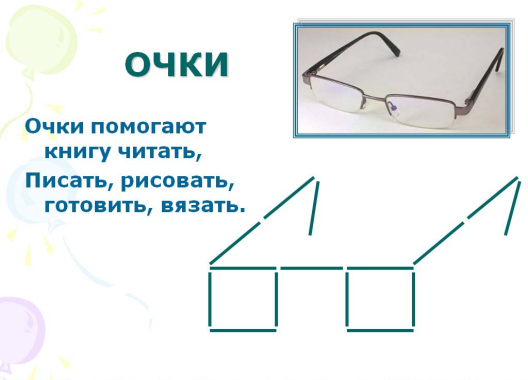 ОЧКИ
Очки помогают
книгу читать,
Писать, рисовать,
готовить, вязать.